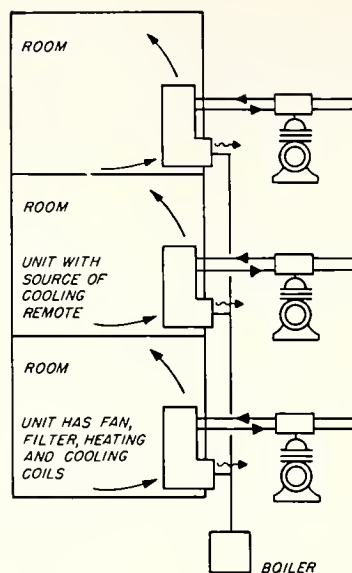 ROOM
ROOM
UNIT WITH
SOURCE OF
COOLING
REMOTE
ROOM
UNIT HAS FAN,
FILTER, HEATING
AND COOLING
COILS
BOILER